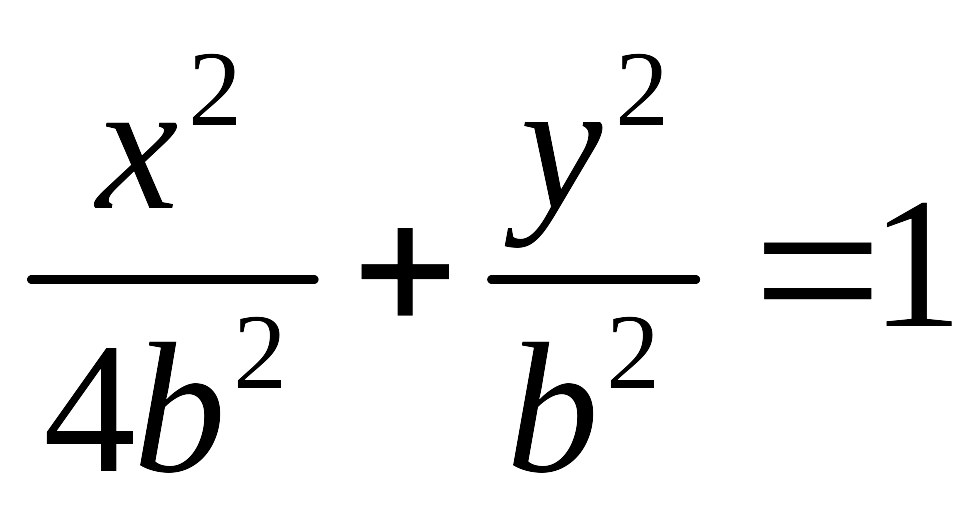 x²/4b² + y²/b² = 1